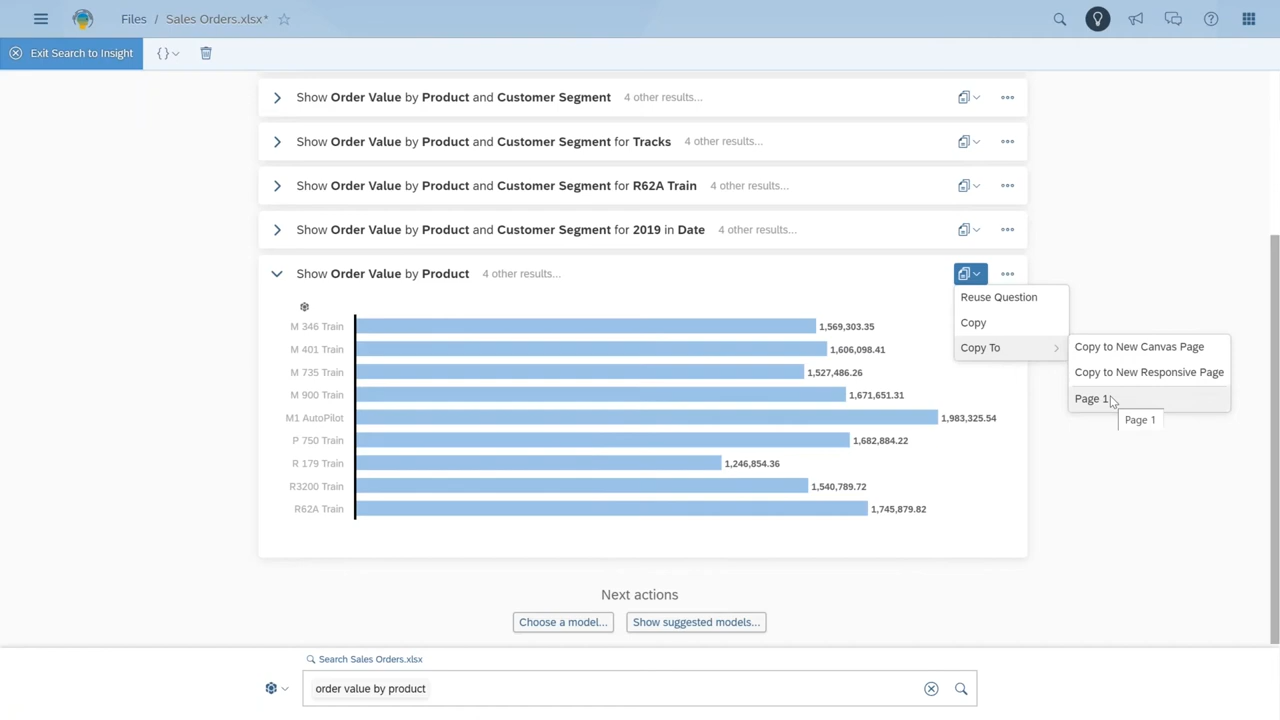 Files / Sales Orders.xlsx*
Exit Search to Insight
{}
Show Order Value by Product and Customer Segment 4 other results...
Show Order Value by Product and Customer Segment for Tracks 4 other results...
Show Order Value by Product and Customer Segment for R62A Train 4 other results...
Show Order Value by Product and Customer Segment for 2019 in Date 4 other results...
Show Order Value by Product 4 other results...
Reuse Question
Copy
Copy To
Copy to New Canvas Page
Copy to New Responsive Page
Page 1
Page 1
M 346 Train 1,569,303.35
M 401 Train 1,606,098.41
M 735 Train 1,527,486.26
M 900 Train 1,671,651.31
M1 AutoPilot 1,983,325.54
P 750 Train 1,682,884.22
R 179 Train 1,246,854.36
R3200 Train 1,540,789.72
R62A Train 1,745,879.82
Next actions
Choose a model... Show suggested models...
Search Sales Orders.xlsx
order value by product